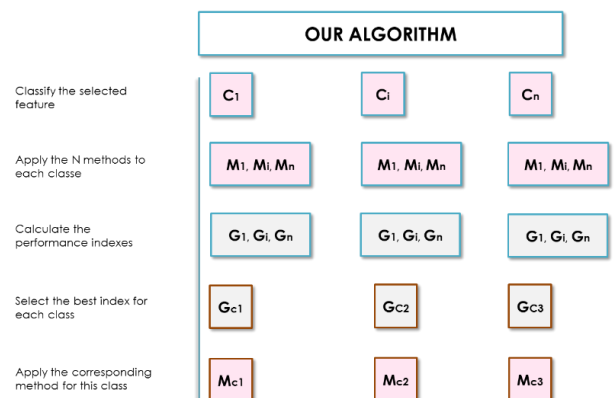 OUR ALGORITHM
Classify the selected
feature
C1
Ci
Cn
Apply the N methods to
each classe
M1, Mi, Mn
M1, Mi, Mn
M1, Mi, Mn
Calculate the
performance indexes
G1, Gi, Gn
G1, Gi, Gn
G1, Gi, Gn
Select the best index for
each class
Gc1
GC2
GC3
Apply the corresponding
method for this class
Mc1
Mc2
Mc3